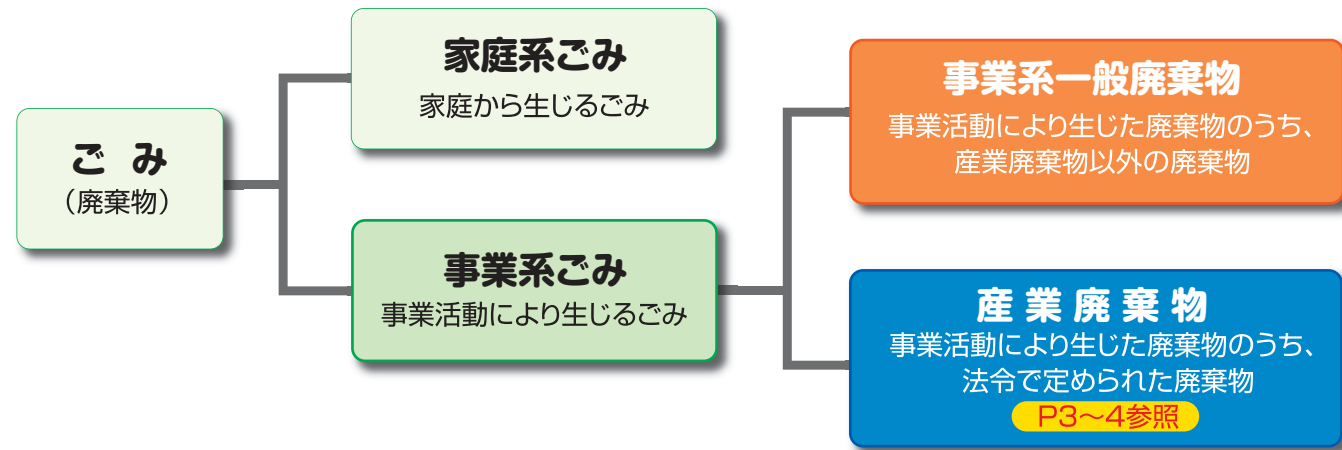 ごみ
（廃棄物）
家庭系ごみ
家庭から生じるごみ
事業系ごみ
事業活動により生じるごみ
事業系一般廃棄物
事業活動により生じた廃棄物のうち、
産業廃棄物以外の廃棄物
産業廃棄物
事業活動により生じた廃棄物のうち、
法令で定められた廃棄物
P3～4参照